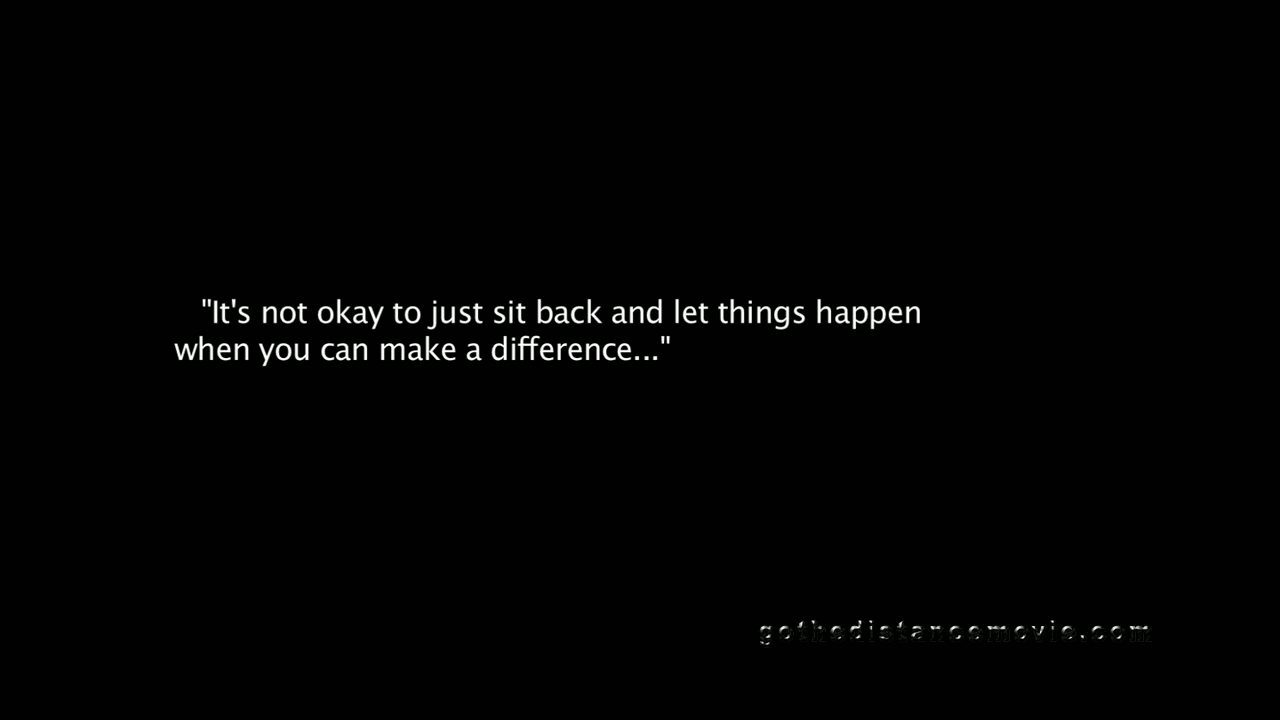 "It's not okay to just sit back and let things happen
when you can make a difference..."
gothedistancemovie.com